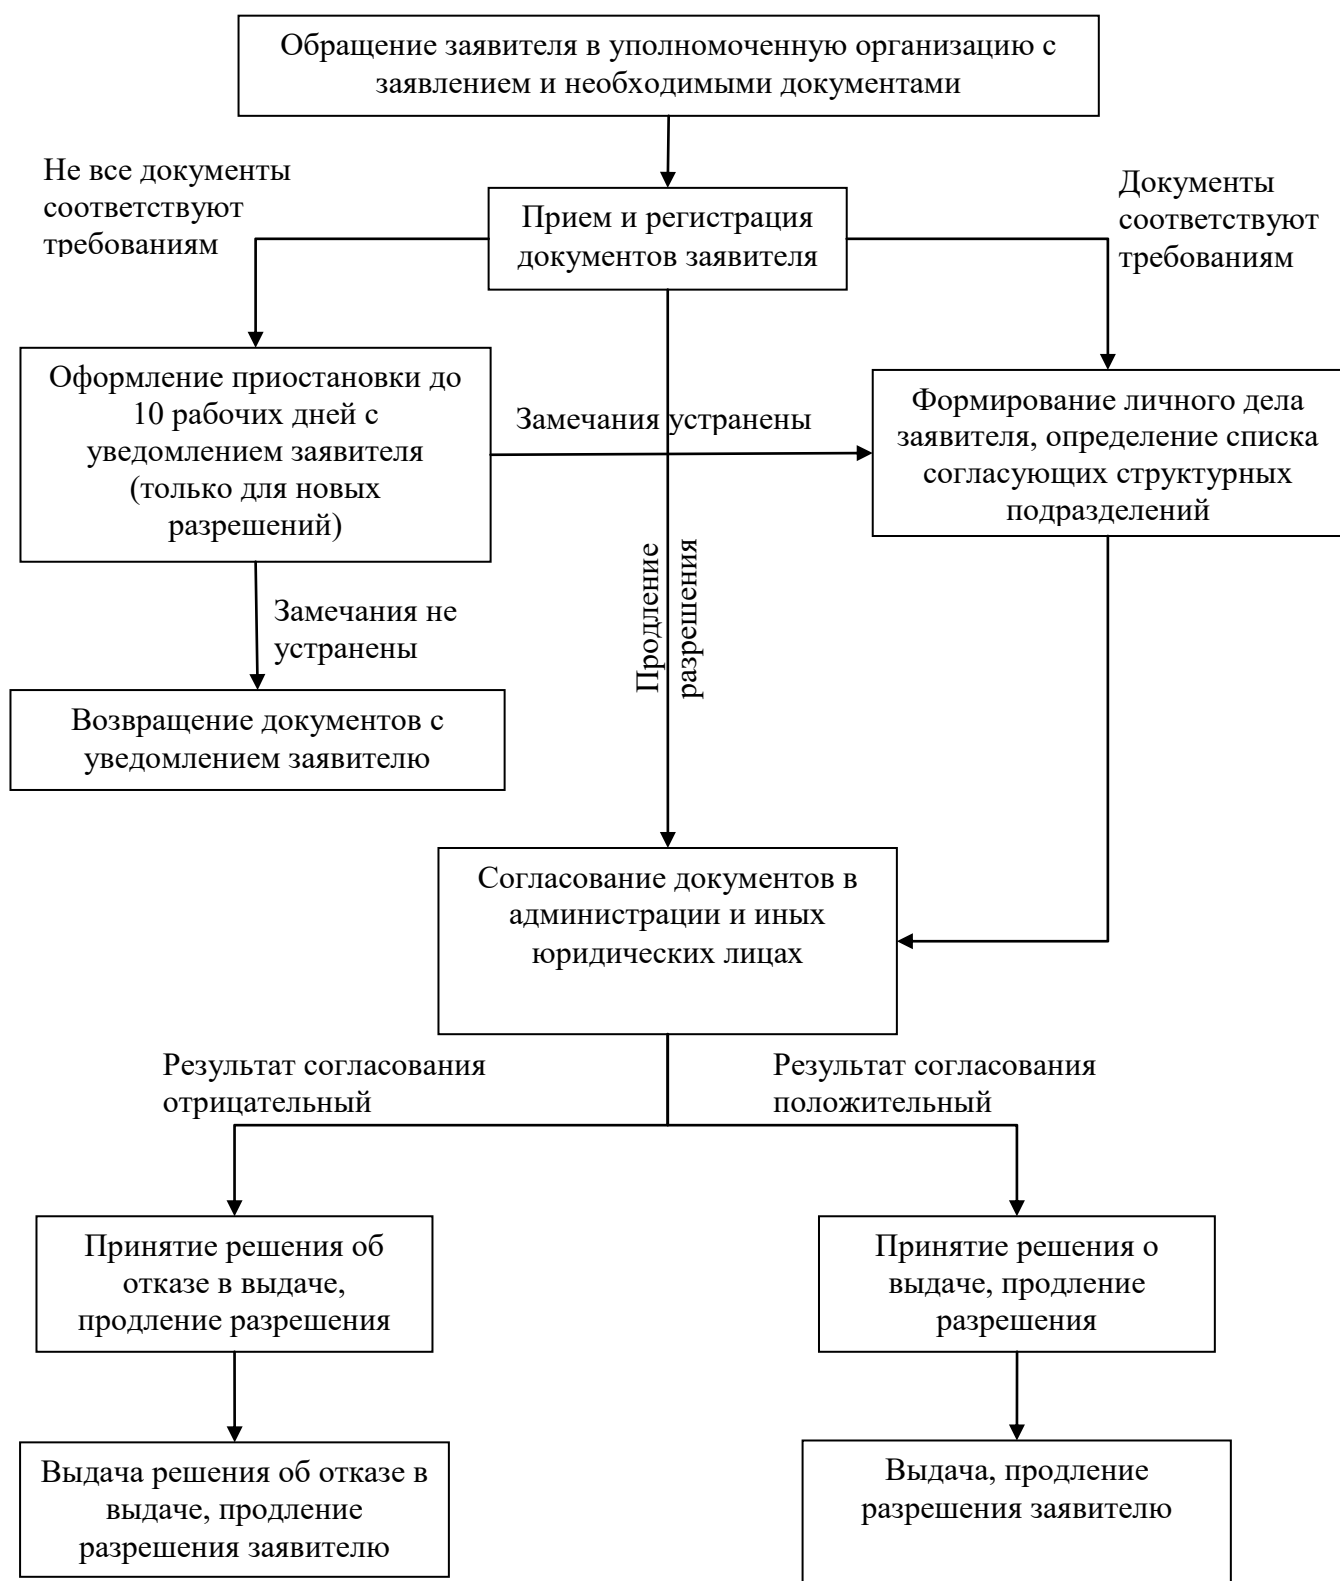 Обращение заявителя в уполномоченную организацию с
заявлением и необходимыми документами
Не все документы
соответствуют
требованиям
Прием и регистрация
документов заявителя
Документы
соответствуют
требованиям
Оформление приостановки до
10 рабочих дней с
уведомлением заявителя
(только для новых
разрешений)
Замечания устранены
Формирование личного дела
заявителя, определение списка
согласующих структурных
подразделений
Продление
разрешения
Замечания не
устранены
Возвращение документов с
уведомлением заявителю
Согласование документов в
администрации и иных
юридических лицах
Результат согласования
отрицательный
Результат согласования
положительный
Принятие решения об
отказе в выдаче,
продление разрешения
Принятие решения о
выдаче, продление
разрешения
Выдача решения об отказе в
выдаче, продление
разрешения заявителю
Выдача, продление
разрешения заявителю